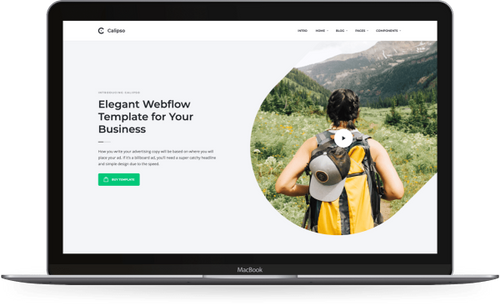 Calipso
INTRO HOME BLOG PAGES COMPONENTS
INTRODUCING CALIPSO
Elegant Webflow
Template for Your
Business
How you write your advertising copy will be based on where you will
place your ad. If it's a billboard ad, you'll need a super catchy headline
and simple design due to the speed.
BUY TEMPLATE
MacBook